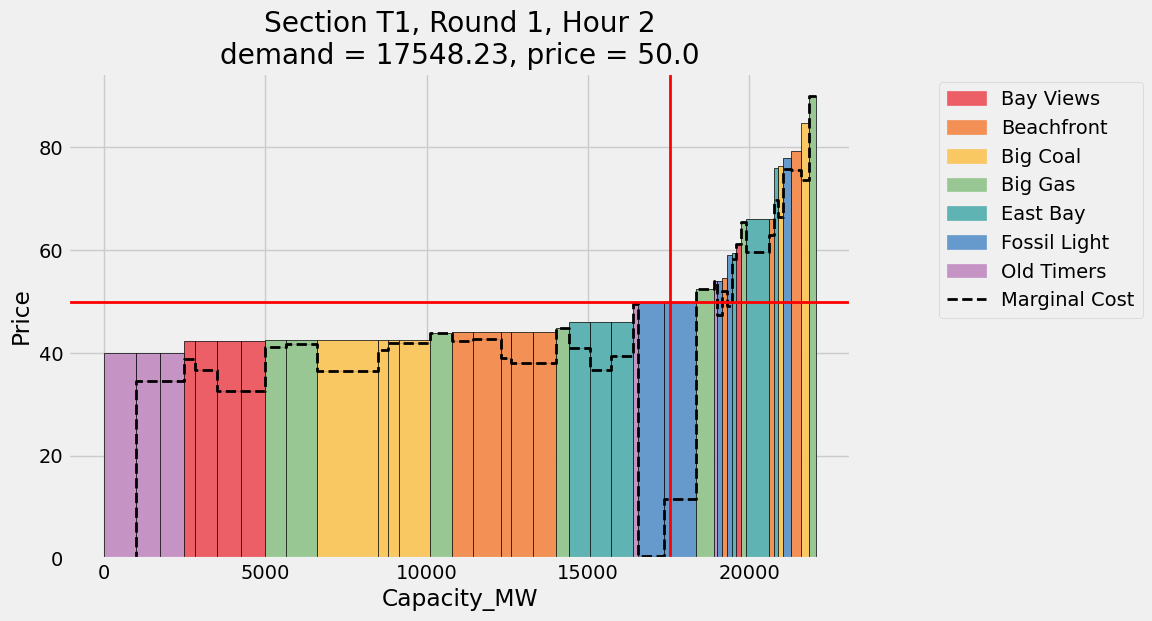 Section T1, Round 1, Hour 2
demand = 17548.23, price = 50.0
Price
80
60
40
20
0
0
5000
10000
15000
20000
Capacity_MW
Bay Views
Beachfront
Big Coal
Big Gas
East Bay
Fossil Light
Old Timers
Marginal Cost